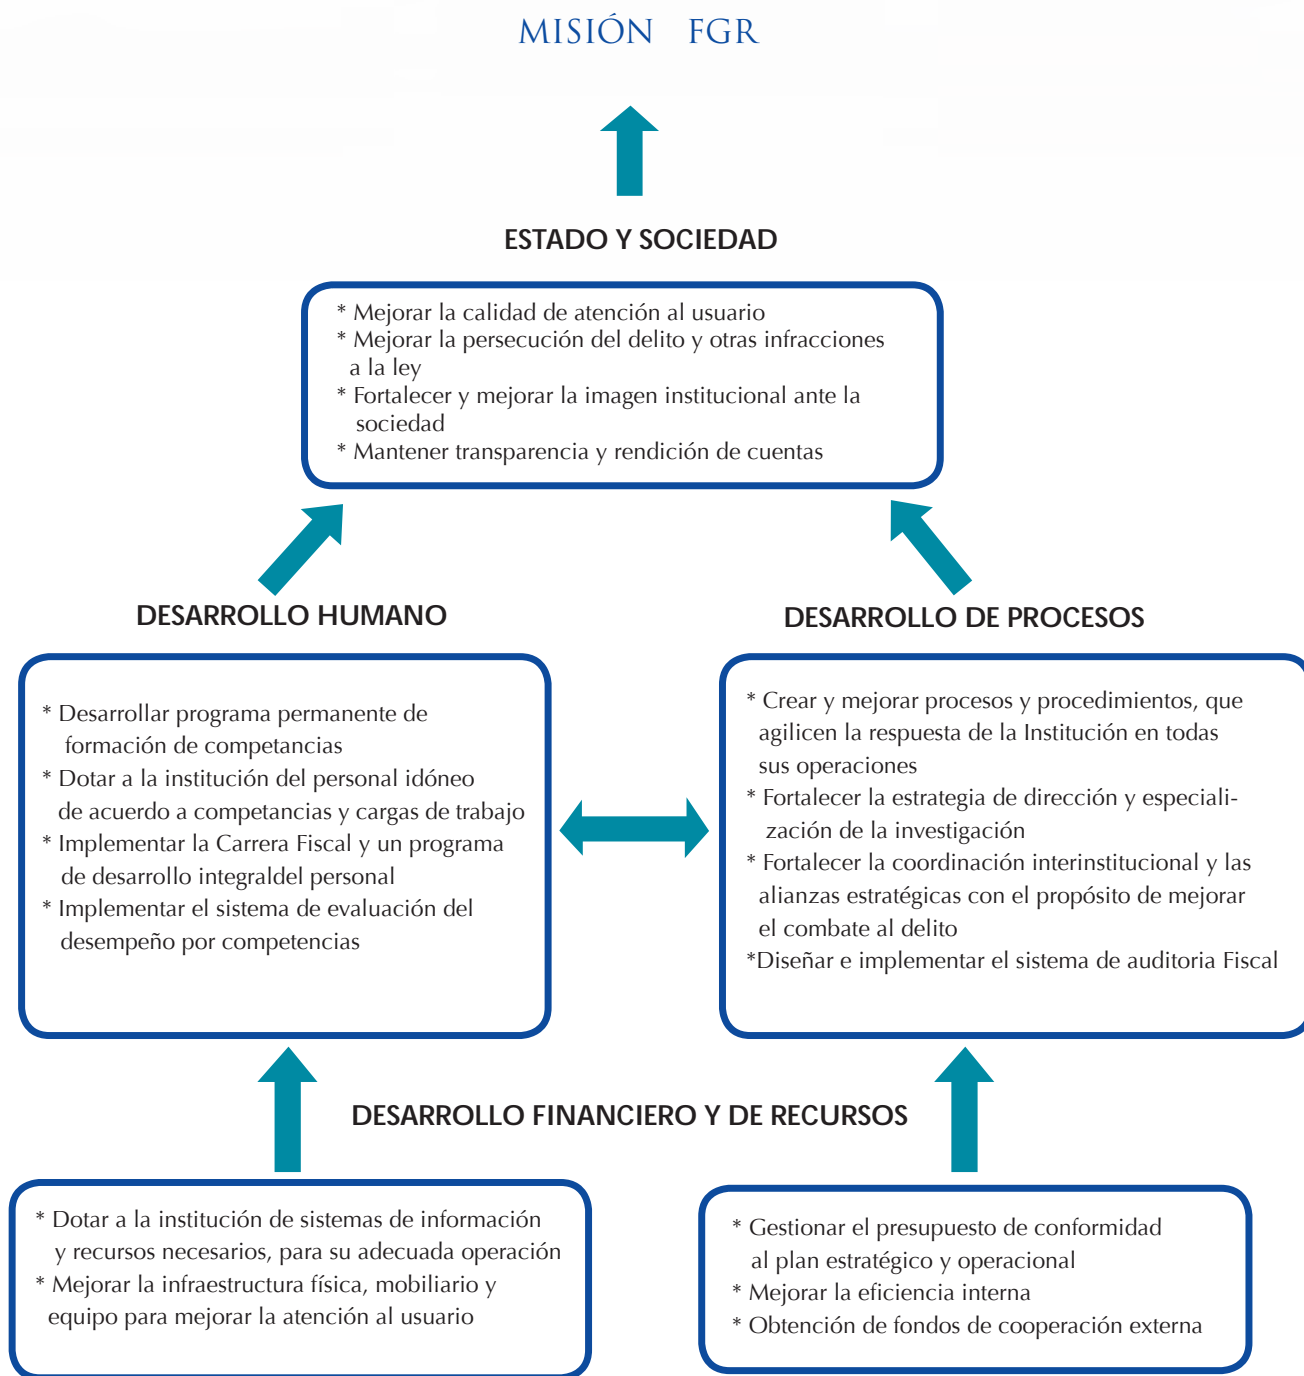 MISIÓN FGR
ESTADO Y SOCIEDAD
* Mejorar la calidad de atención al usuario
* Mejorar la persecución del delito y otras infracciones
a la ley
* Fortalecer y mejorar la imagen institucional ante la
sociedad
* Mantener transparencia y rendición de cuentas
DESARROLLO HUMANO
* Desarrollar programa permanente de
formación de competancias
* Dotar a la institución del personal idóneo
de acuerdo a competancias y cargas de trabajo
* Implementar la Carrera Fiscal y un programa
de desarrollo integraldel personal
* Implementar el sistema de evaluación del
desempeño por competencias
DESARROLLO DE PROCESOS
* Crear y mejorar procesos y procedimientos, que
agilicen la respuesta de la Institución en todas
sus operaciones
* Fortalecer la estrategia de dirección y especiali-
zación de la investigación
* Fortalecer la coordinación interinstitucional y las
alianzas estratégicas con el propósito de mejorar
el combate al delito
*Diseñar e implementar el sistema de auditoria Fiscal
DESARROLLO FINANCIERO Y DE RECURSOS
* Dotar a la institución de sistemas de información
y recursos necesarios, para su adecuada operación
* Mejorar la infraestructura física, mobiliario y
equipo para mejorar la atención al usuario
* Gestionar el presupuesto de conformidad
al plan estratégico y operacional
* Mejorar la eficiencia interna
* Obtención de fondos de cooperación externa